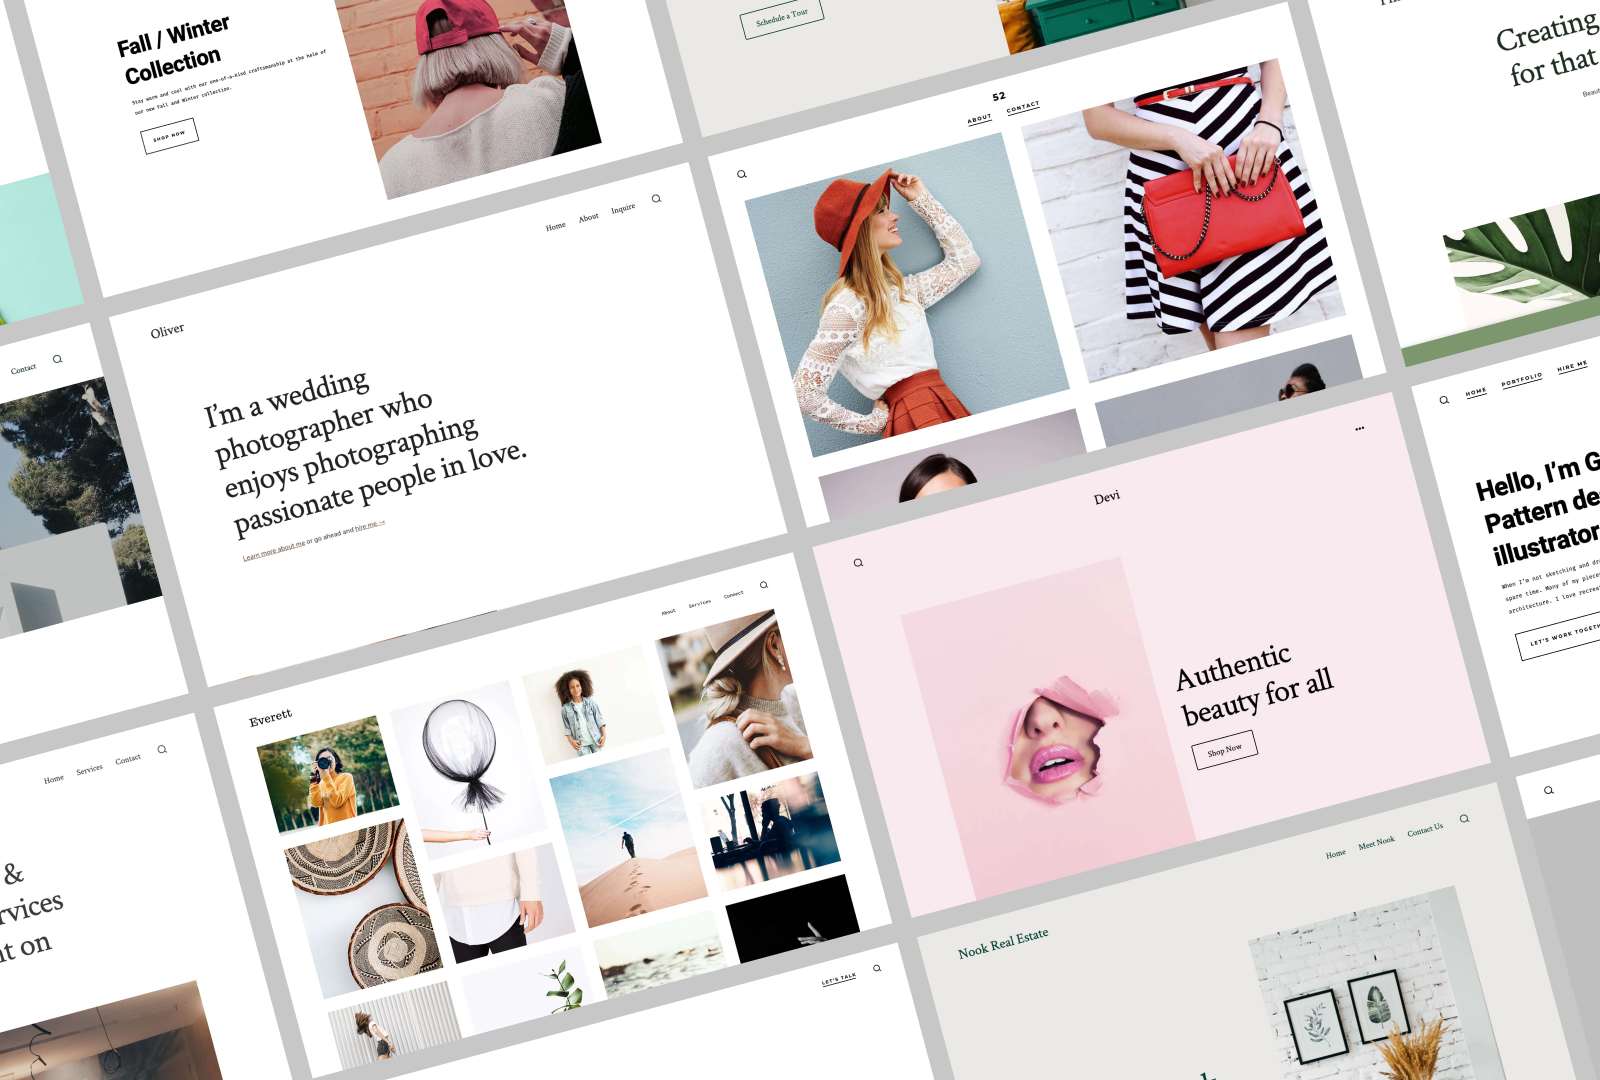 Fall / Winter
Collection
Stay warm and cool with our one-of-a-kind craftsmanship at the helm of
our new Fall and Winter collection.
SHOP NOW
Schedule a Tour
Creating
for that
52
ABOUT
CONTACT
Home
About
Inquire
Oliver
I'm a wedding
photographer who
enjoys photographing
passionate people in love.
Learn more about me or go ahead and hire me →
Contact
HOME
PORTFOLIO
HIRE ME
Hello, I'm G
Pattern de
illustrator
When I'm not sketching and dr
spare time. Many of my piece
architecture. I love recrea
LET'S WORK TOGETH
Devi
Authentic
beauty for all
Shop Now
About
Services
Connect
Everett
Home
Services
Contact
&
rvices
nt on
LET'S TALK
Home
Meet Nook
Contact Us
Nook Real Estate